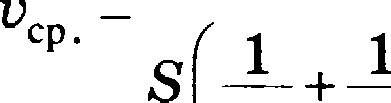 v_ср. –
S( 1 + 1